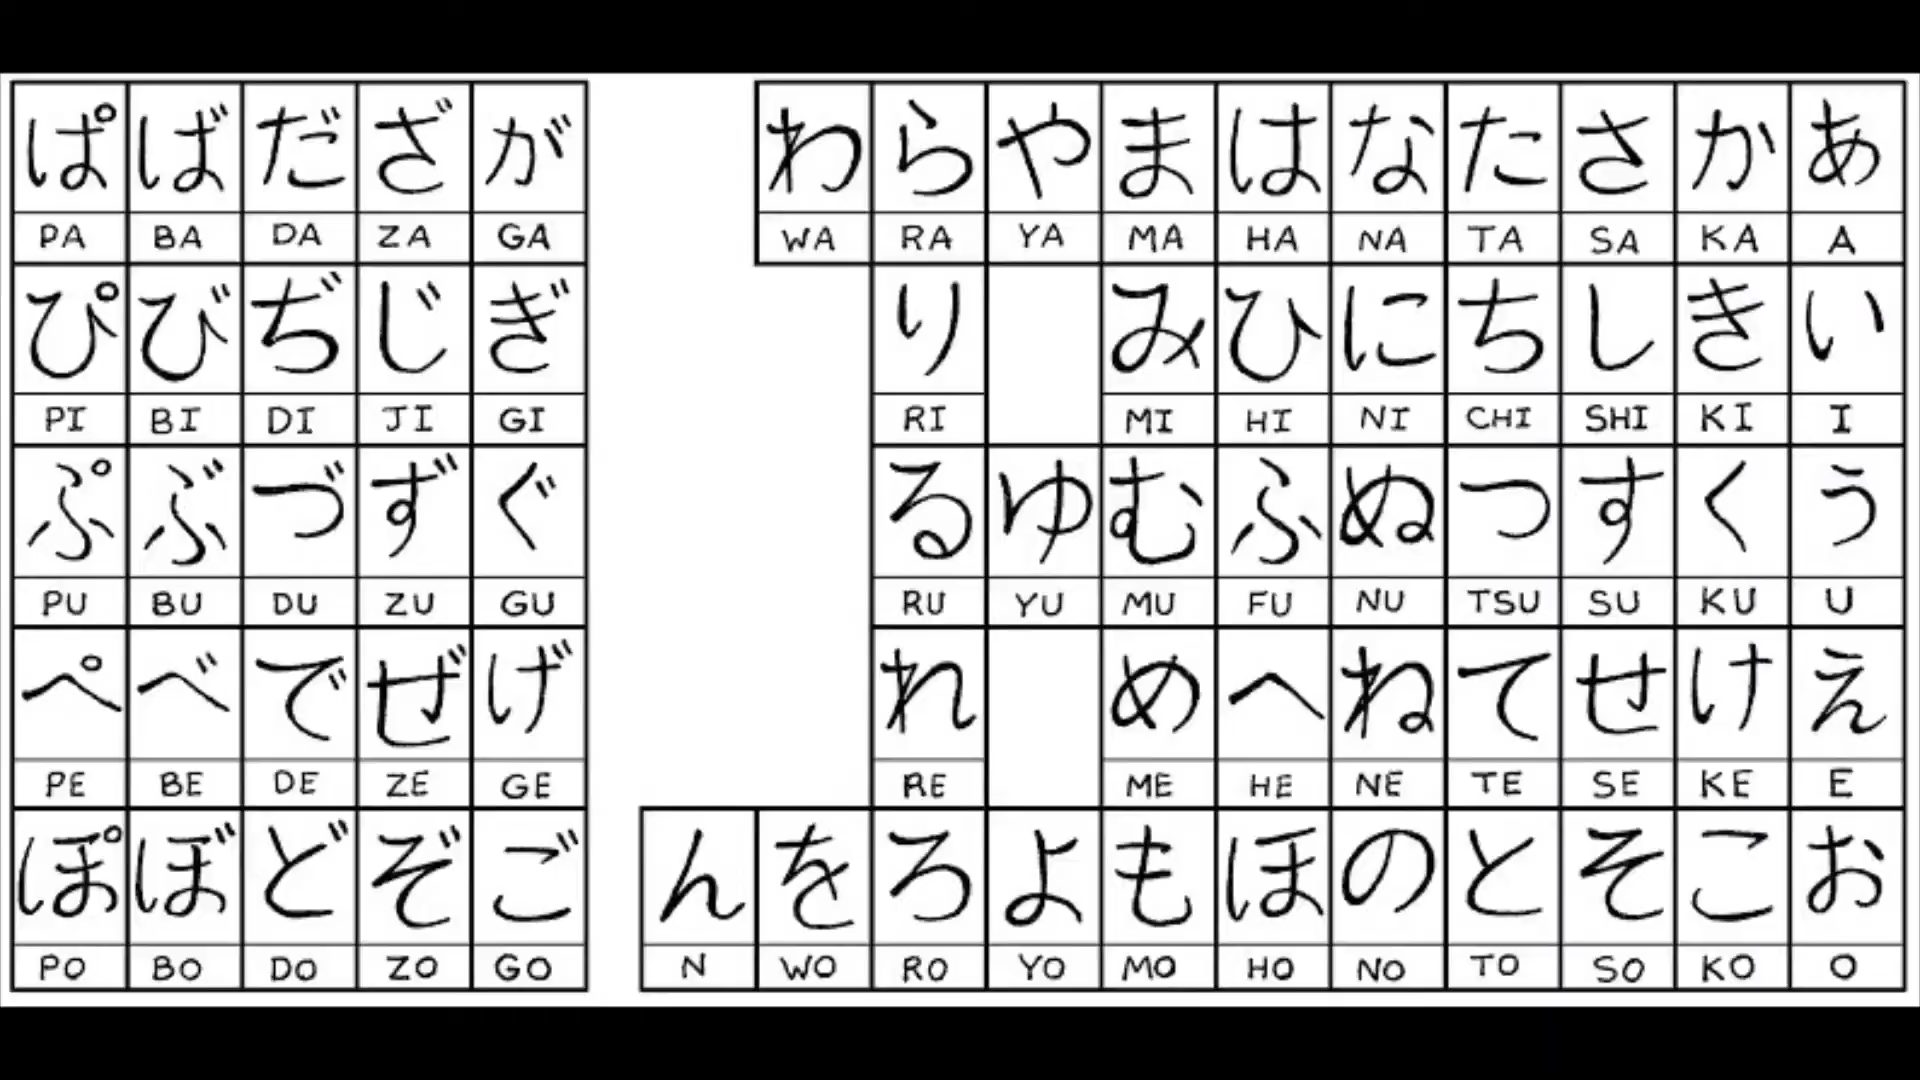 ぱ ば だ ざ が わ ら や ま は な た さ か あ
PA BA DA ZA GA WA RA YA MA HA NA TA SA KA A
ぴ び ぢ じ ぎ り み ひ に ち し き い
PI BI DI JI GI RI MI HI NI CHI SHI KI I
ぷ ぶ づ ず ぐ る ゆ む ふ ぬ つ す く う
PU BU DU ZU GU RU YU MU FU NU TSU SU KU U
ぺ べ で ぜ げ れ め へ ね て せ け え
PE BE DE ZE GE RE ME HE NE TE SE KE E
ぽ ぼ ど ぞ ご ん を ろ よ も ほ の と そ こ お
PO BO DO ZO GO N WO RO YO MO HO NO TO SO KO O